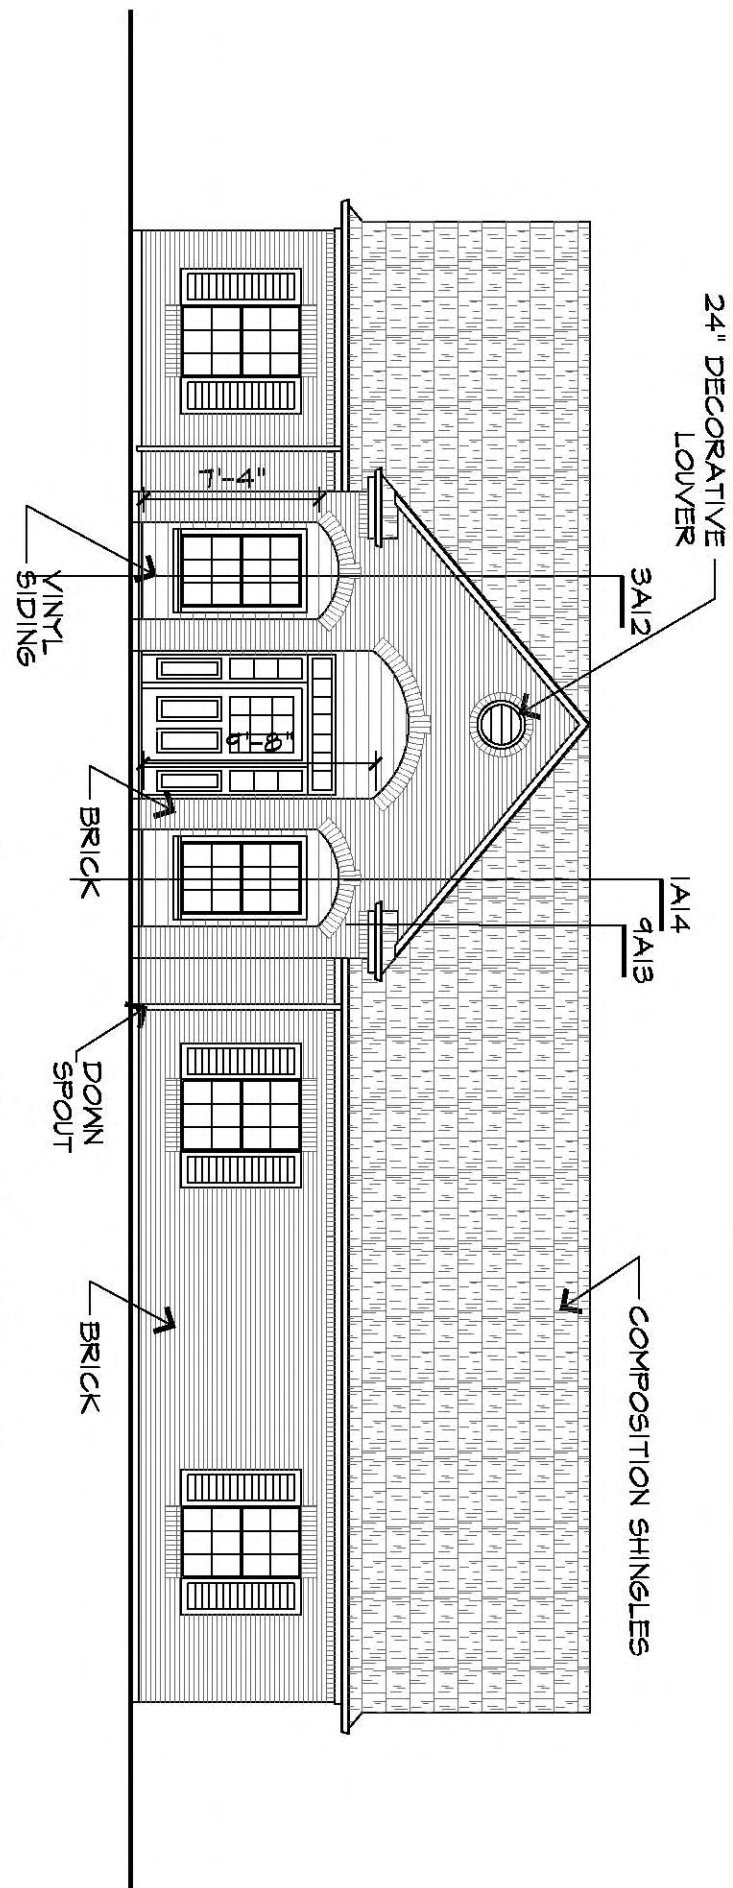 24" DECORATIVE
LOUVER
3A12
1A14
9A13
COMPOSITION SHINGLES
7'-4"
9'-8"
VINYL
SIDING
BRICK
DOWN
SPOUT
BRICK